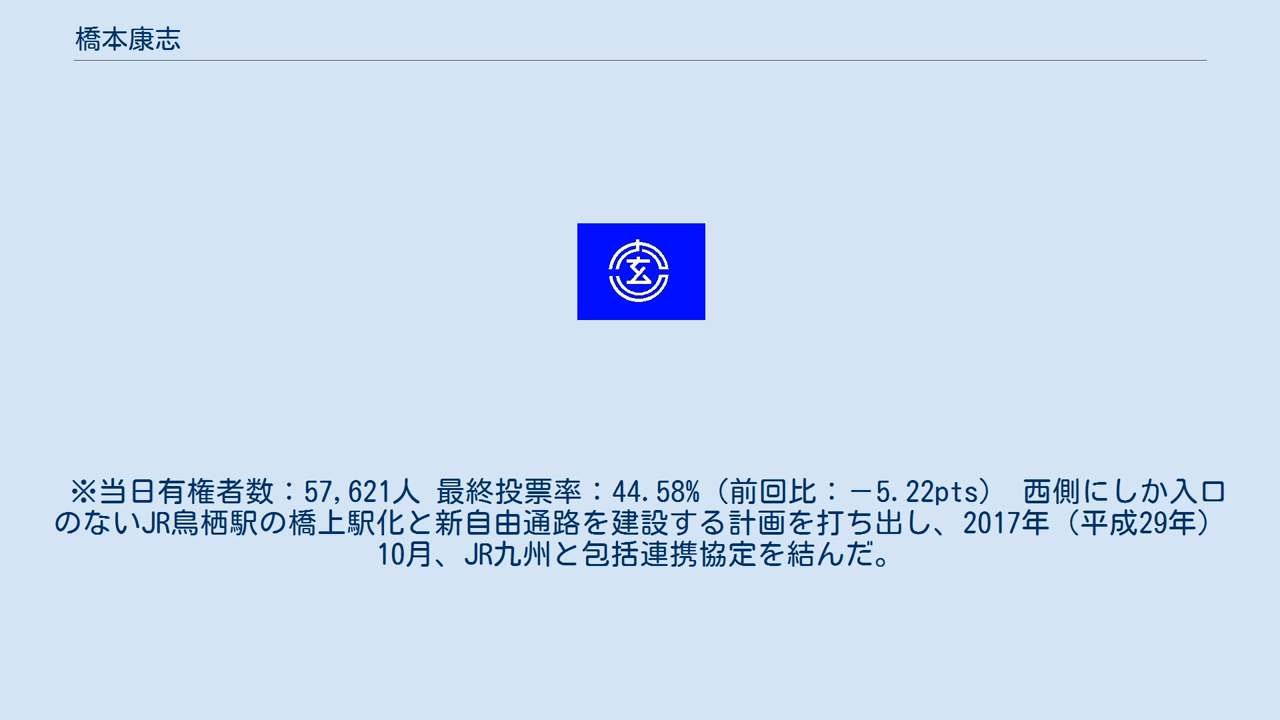 橋本康志
玄
※当日有権者数：57,621人 最終投票率：44.58%（前回比：－5.22pts） 西側にしか入口
のないJR鳥栖駅の橋上駅化と新自由通路を建設する計画を打ち出し、2017年（平成29年）
10月、JR九州と包括連携協定を結んだ。